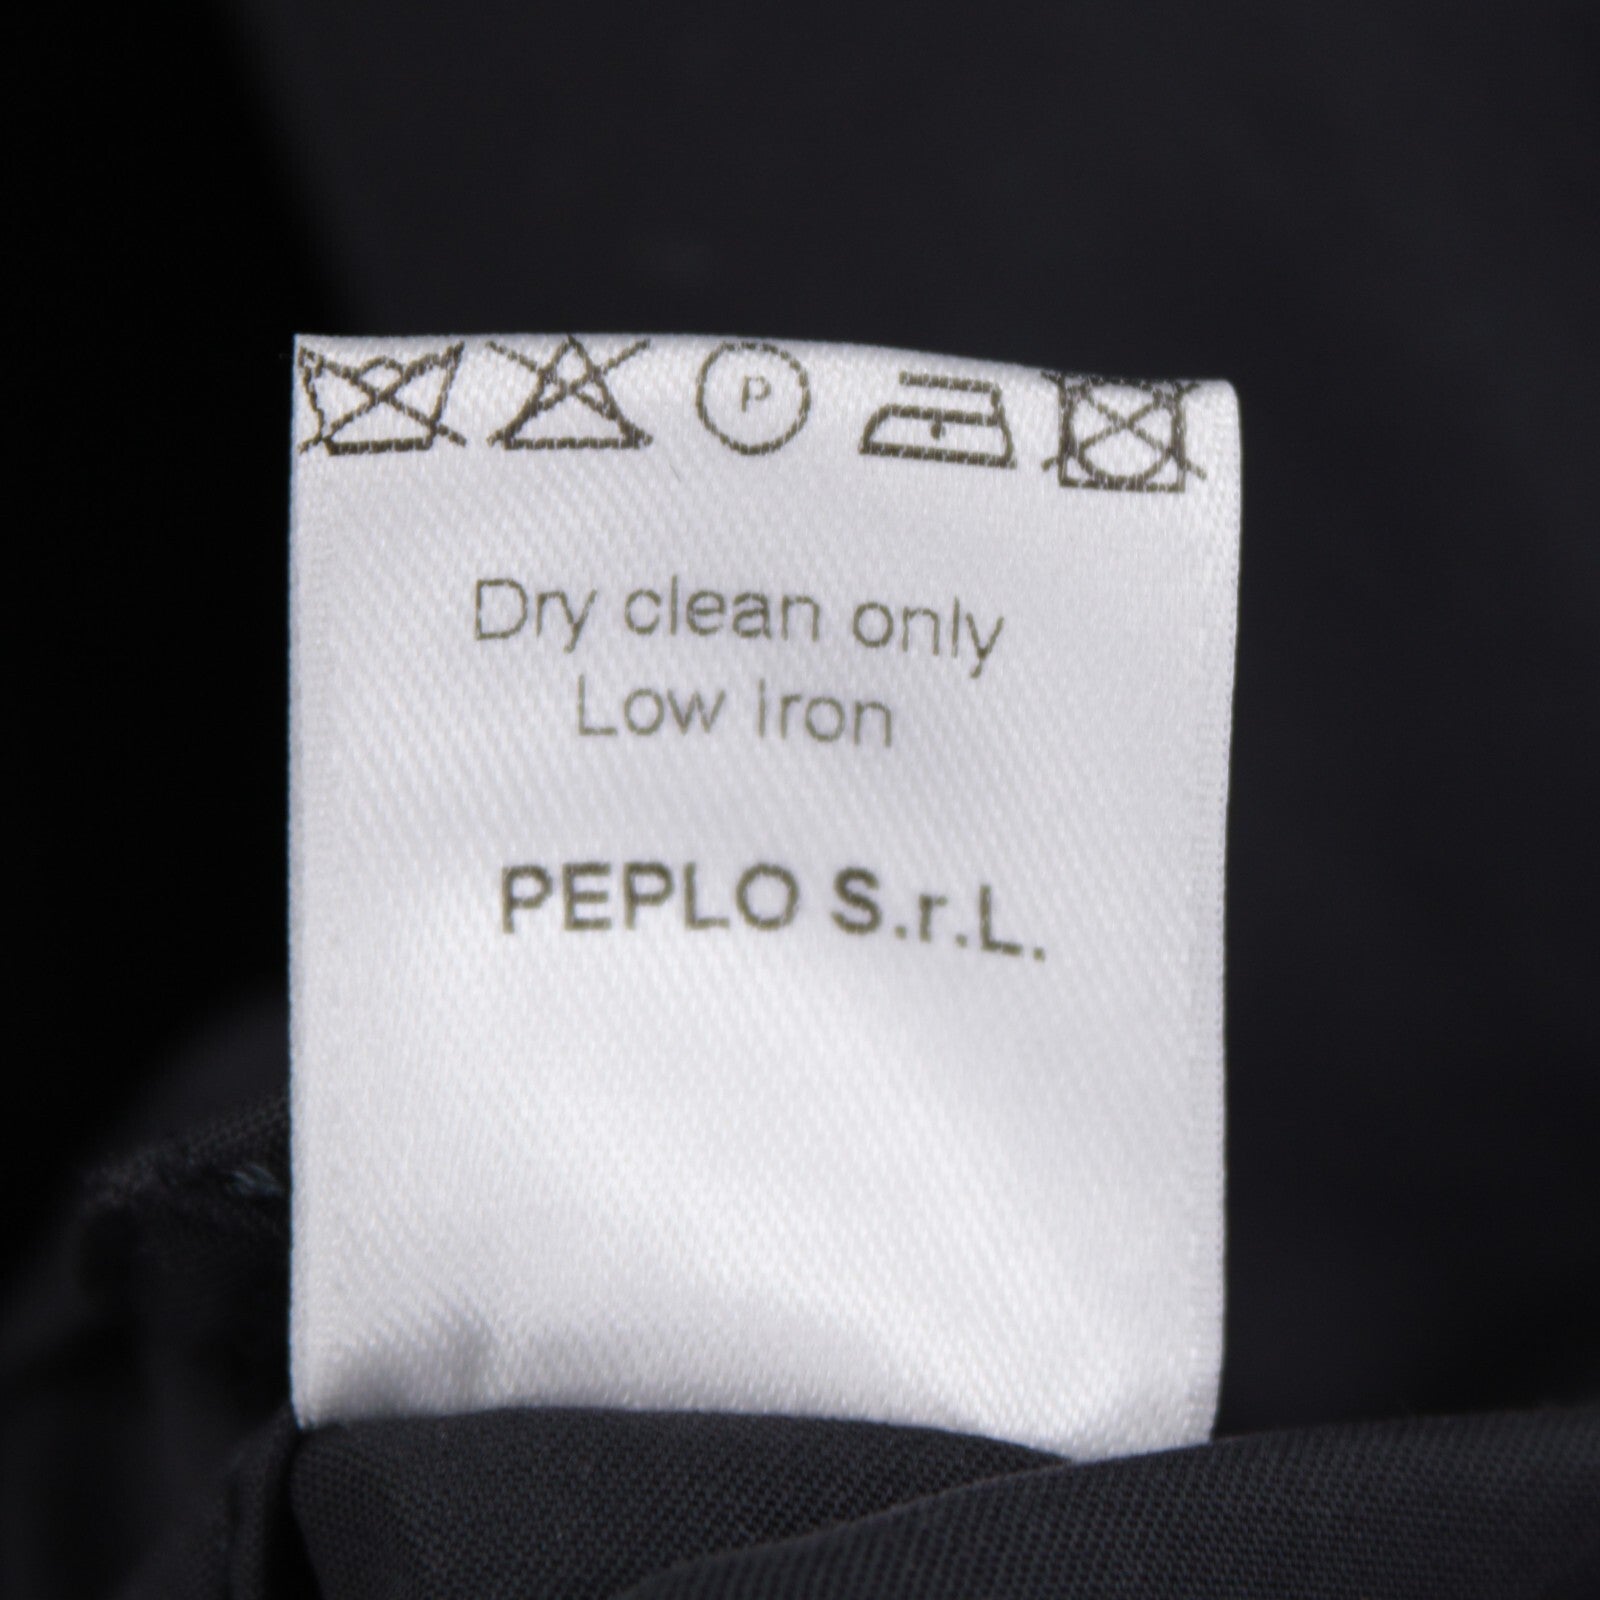 P
Dry clean only
Low iron
PEPLO S.r.L.